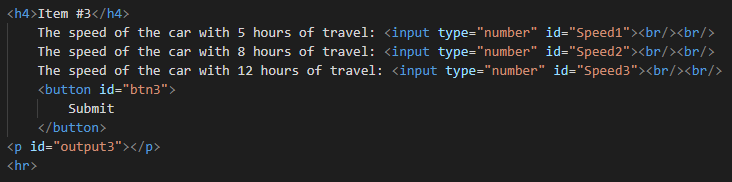 <h4>Item #3</h4>
The speed of the car with 5 hours of travel: <input type="number" id="Speed1"><br/><br/>
The speed of the car with 8 hours of travel: <input type="number" id="Speed2"><br/><br/>
The speed of the car with 12 hours of travel: <input type="number" id="Speed3"><br/><br/>
<button id="btn3">
Submit
</button>
<p id="output3"></p>
<hr>